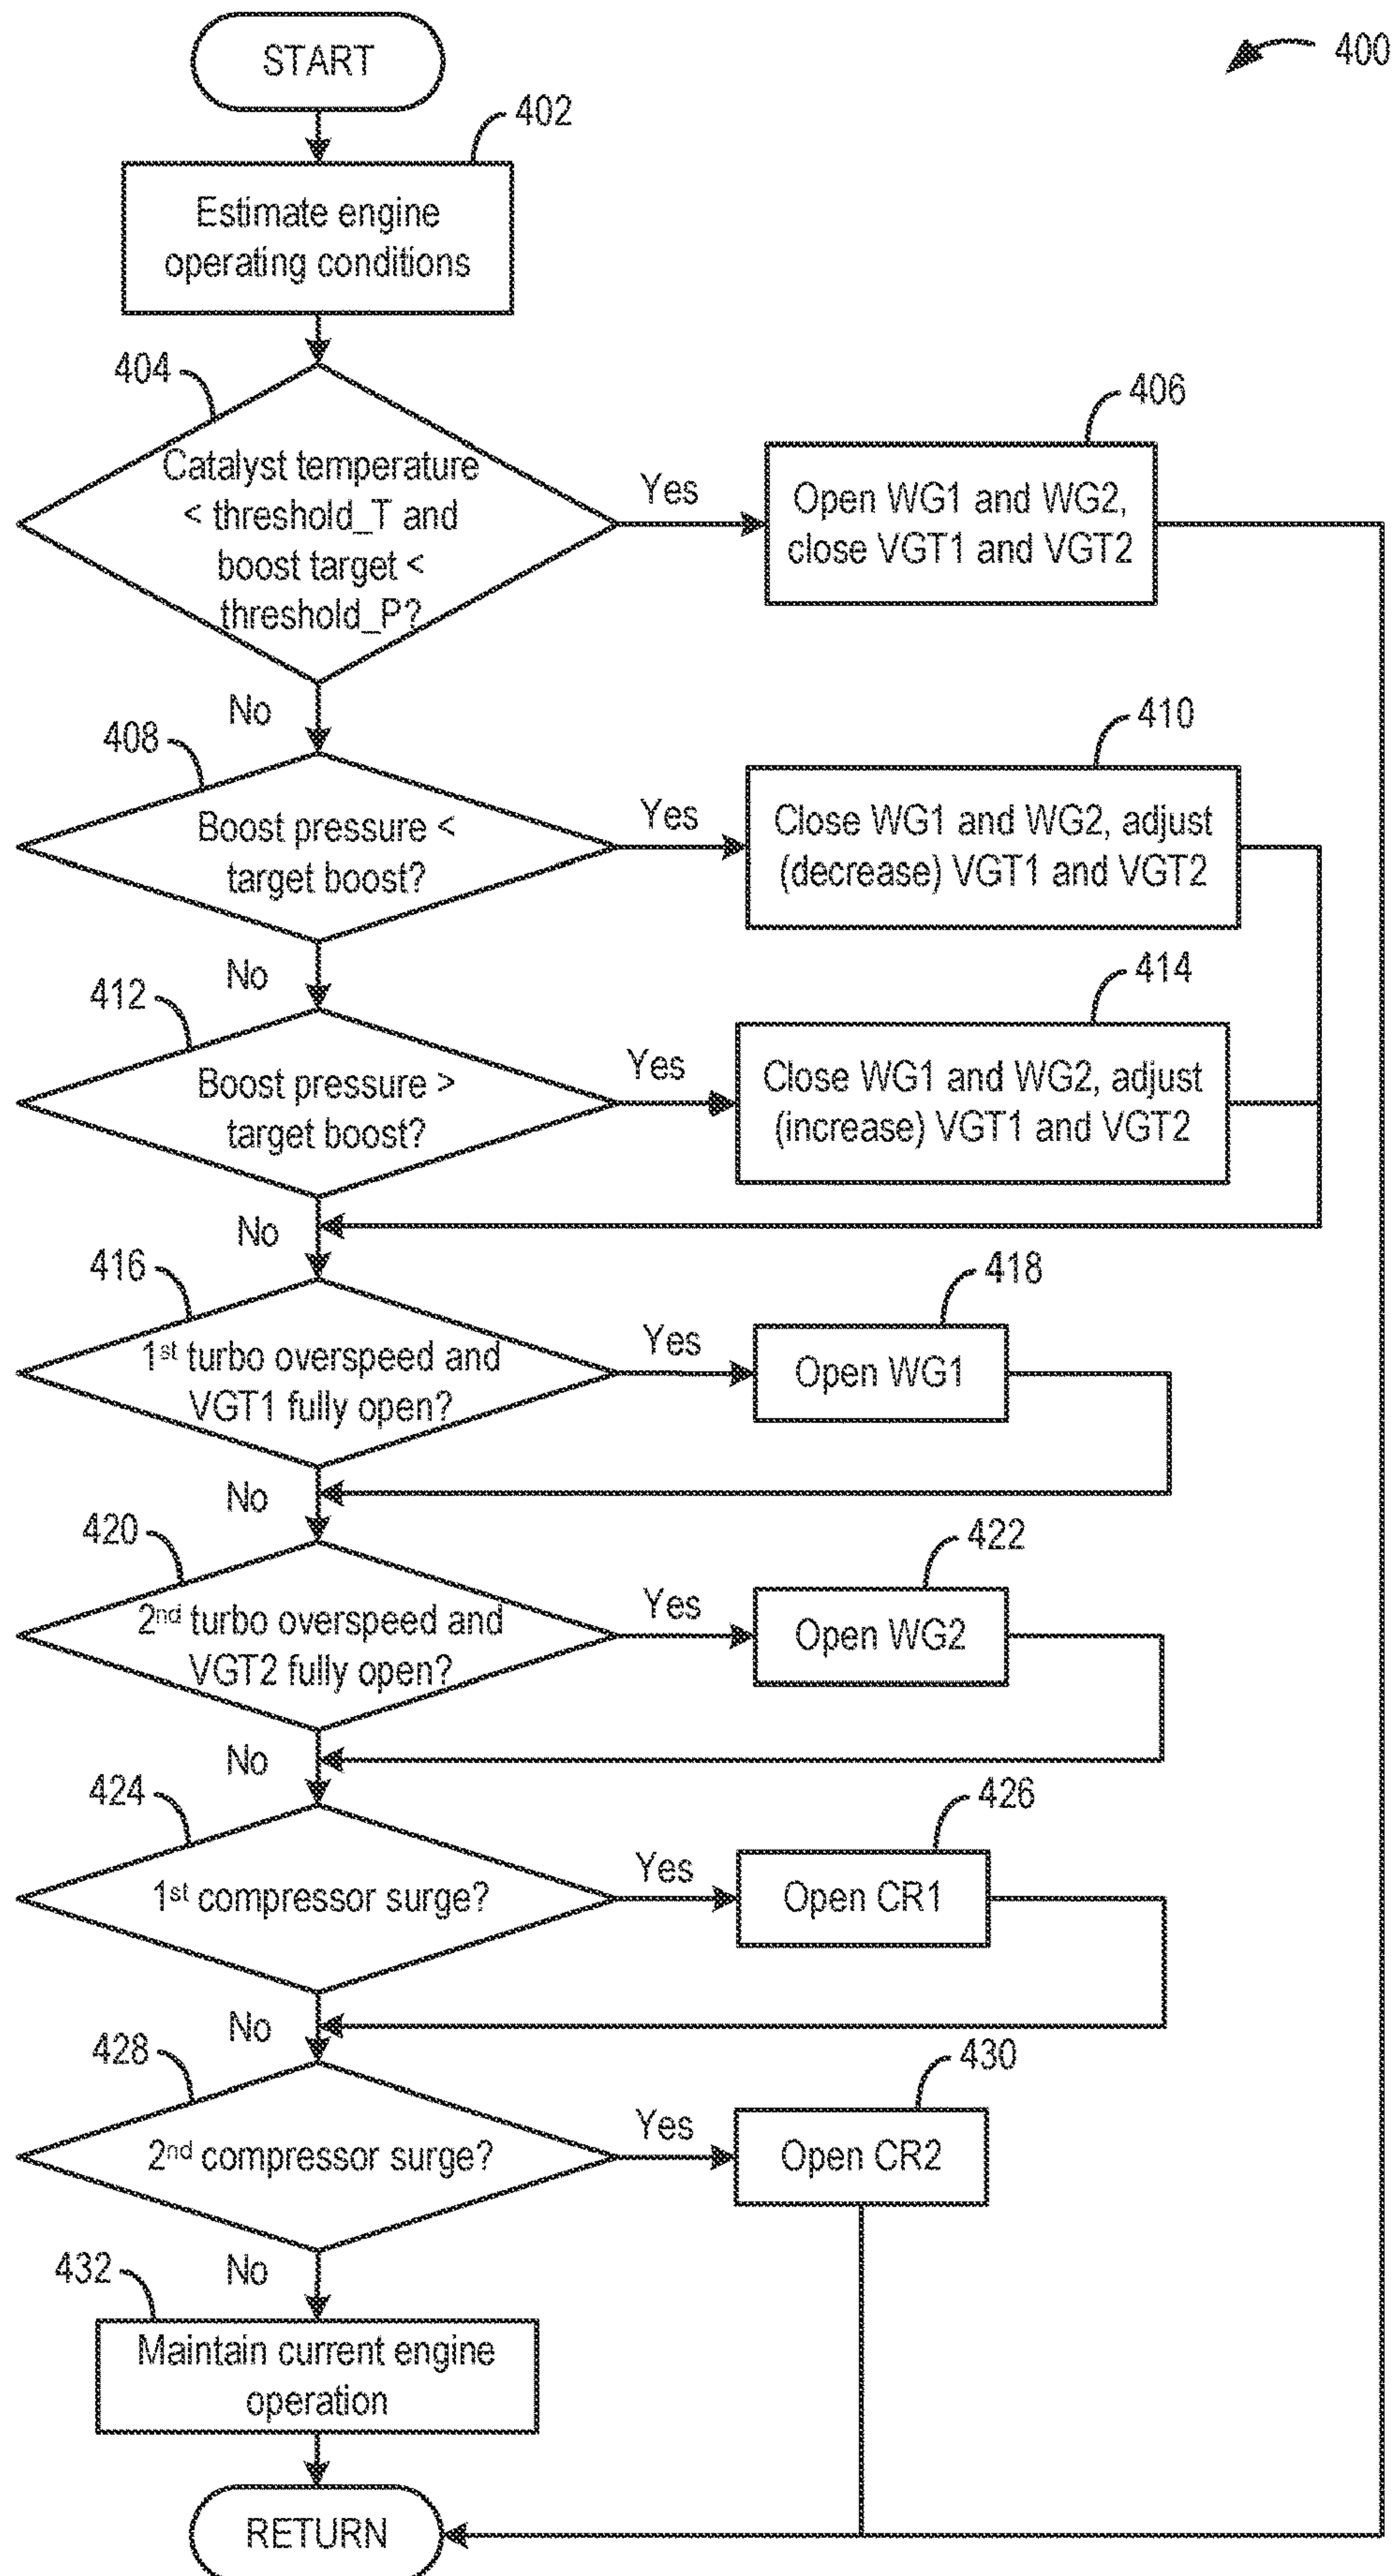 START
400
402
Estimate engine
operating conditions
404
Catalyst temperature
< threshold_T and
boost target <
threshold_P?
Yes
406
Open WG1 and WG2,
close VGT1 and VGT2
No
408
Boost pressure <
target boost?
Yes
410
Close WG1 and WG2, adjust
(decrease) VGT1 and VGT2
No
412
Boost pressure >
target boost?
Yes
414
Close WG1 and WG2, adjust
(increase) VGT1 and VGT2
No
416
1st turbo overspeed and
VGT1 fully open?
Yes
418
Open WG1
No
420
2nd turbo overspeed and
VGT2 fully open?
Yes
422
Open WG2
No
424
1st compressor surge?
Yes
426
Open CR1
No
428
2nd compressor surge?
Yes
430
Open CR2
No
432
Maintain current engine
operation
RETURN